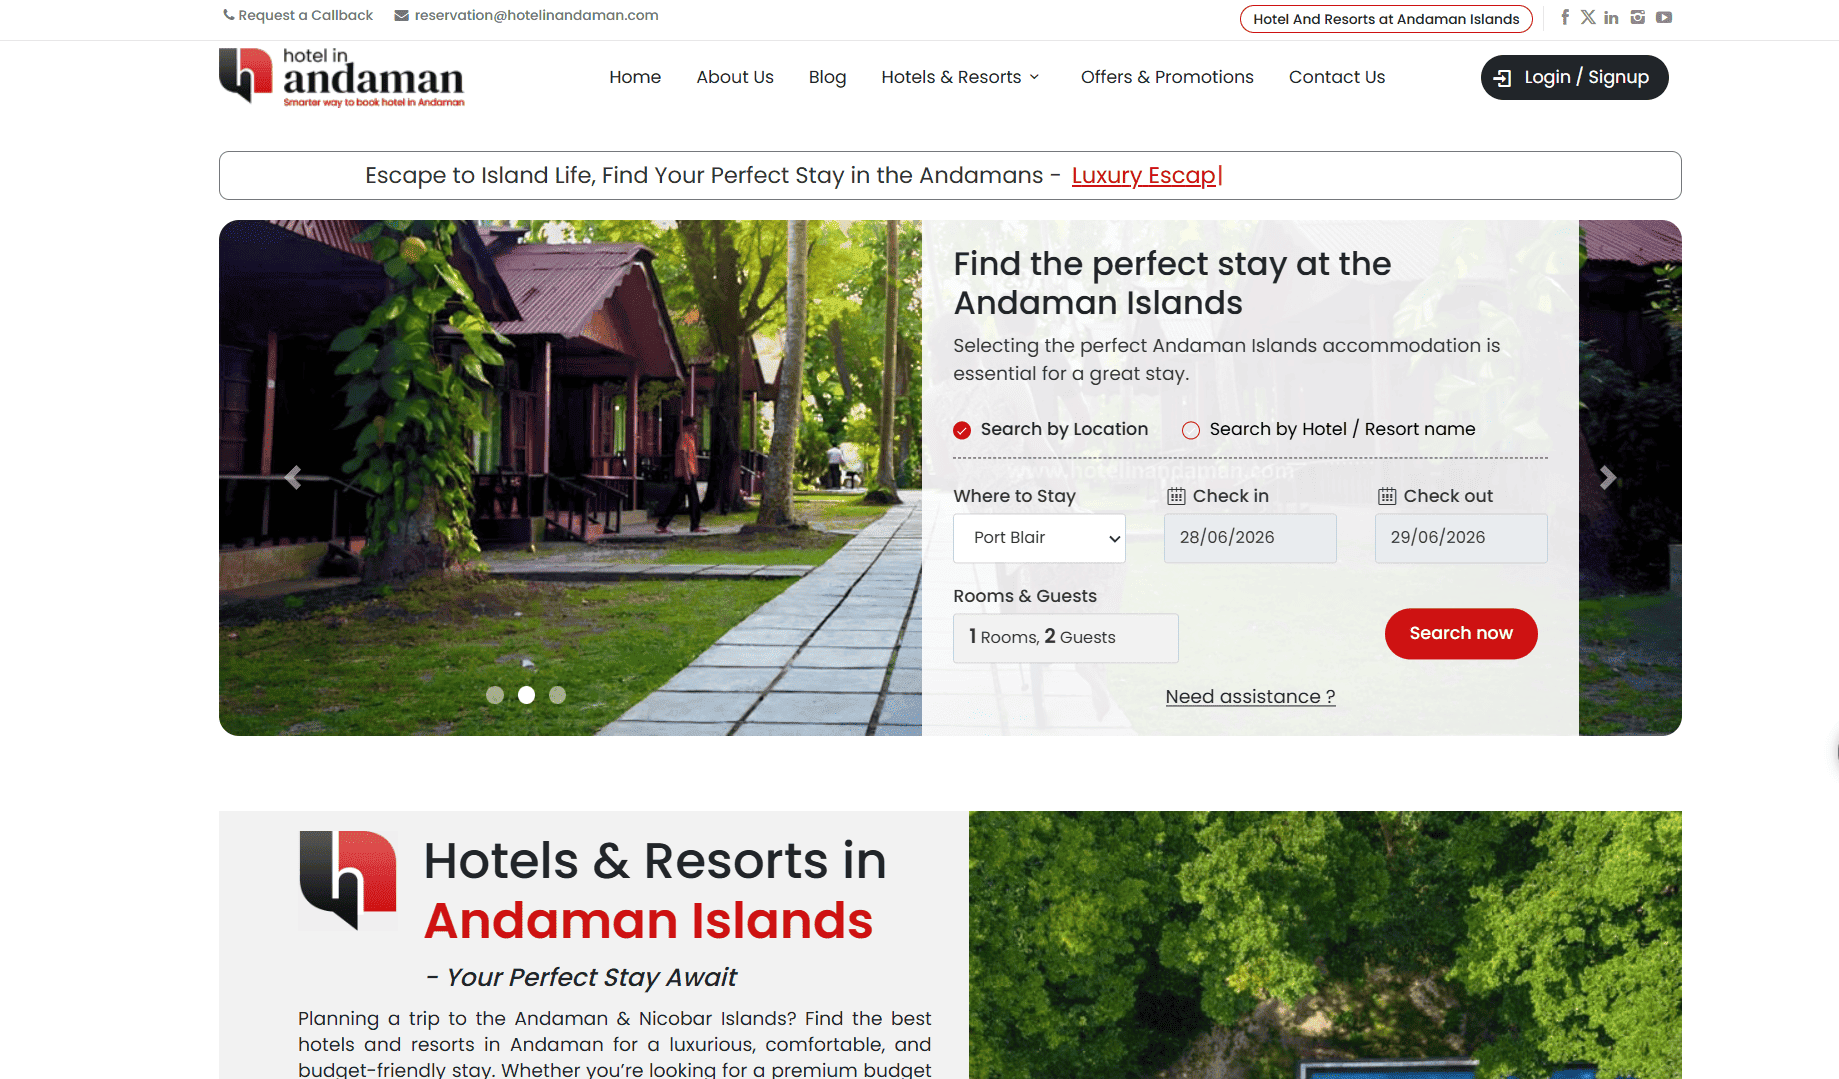 Request a Callback
reservation@hotelinandaman.com
Hotel And Resorts at Andaman Islands
hotel in
andaman
Smarter way to book hotel in Andaman
Home
About Us
Blog
Hotels & Resorts
Offers & Promotions
Contact Us
Login / Signup
Escape to Island Life, Find Your Perfect Stay in the Andamans - Luxury Escap|
Find the perfect stay at the
Andaman Islands
Selecting the perfect Andaman Islands accommodation is
essential for a great stay.
Search by Location
Search by Hotel / Resort name
www.hotelinandaman.com
Where to Stay
Check in
Check out
Port Blair
28/06/2026
29/06/2026
Rooms & Guests
1 Rooms, 2 Guests
Search now
Need assistance ?
Hotels & Resorts in
Andaman Islands
- Your Perfect Stay Await
Planning a trip to the Andaman & Nicobar Islands? Find the best
hotels and resorts in Andaman for a luxurious, comfortable, and
budget-friendly stay. Whether you're looking for a premium budget